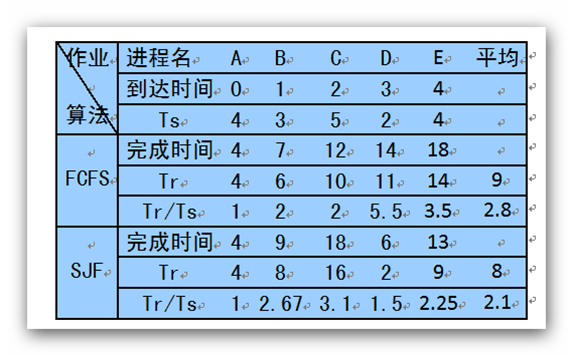 作业 进程名 A B C D E 平均
到达时间 0 1 2 3 4
算法 Ts 4 3 5 2 4
完成时间 4 7 12 14 18
FCFS Tr 4 6 10 11 14 9
Tr/Ts 1 2 2 5.5 3.5 2.8
完成时间 4 9 18 6 13
SJF Tr 4 8 16 2 9 8
Tr/Ts 1 2.67 3.1 1.5 2.25 2.1